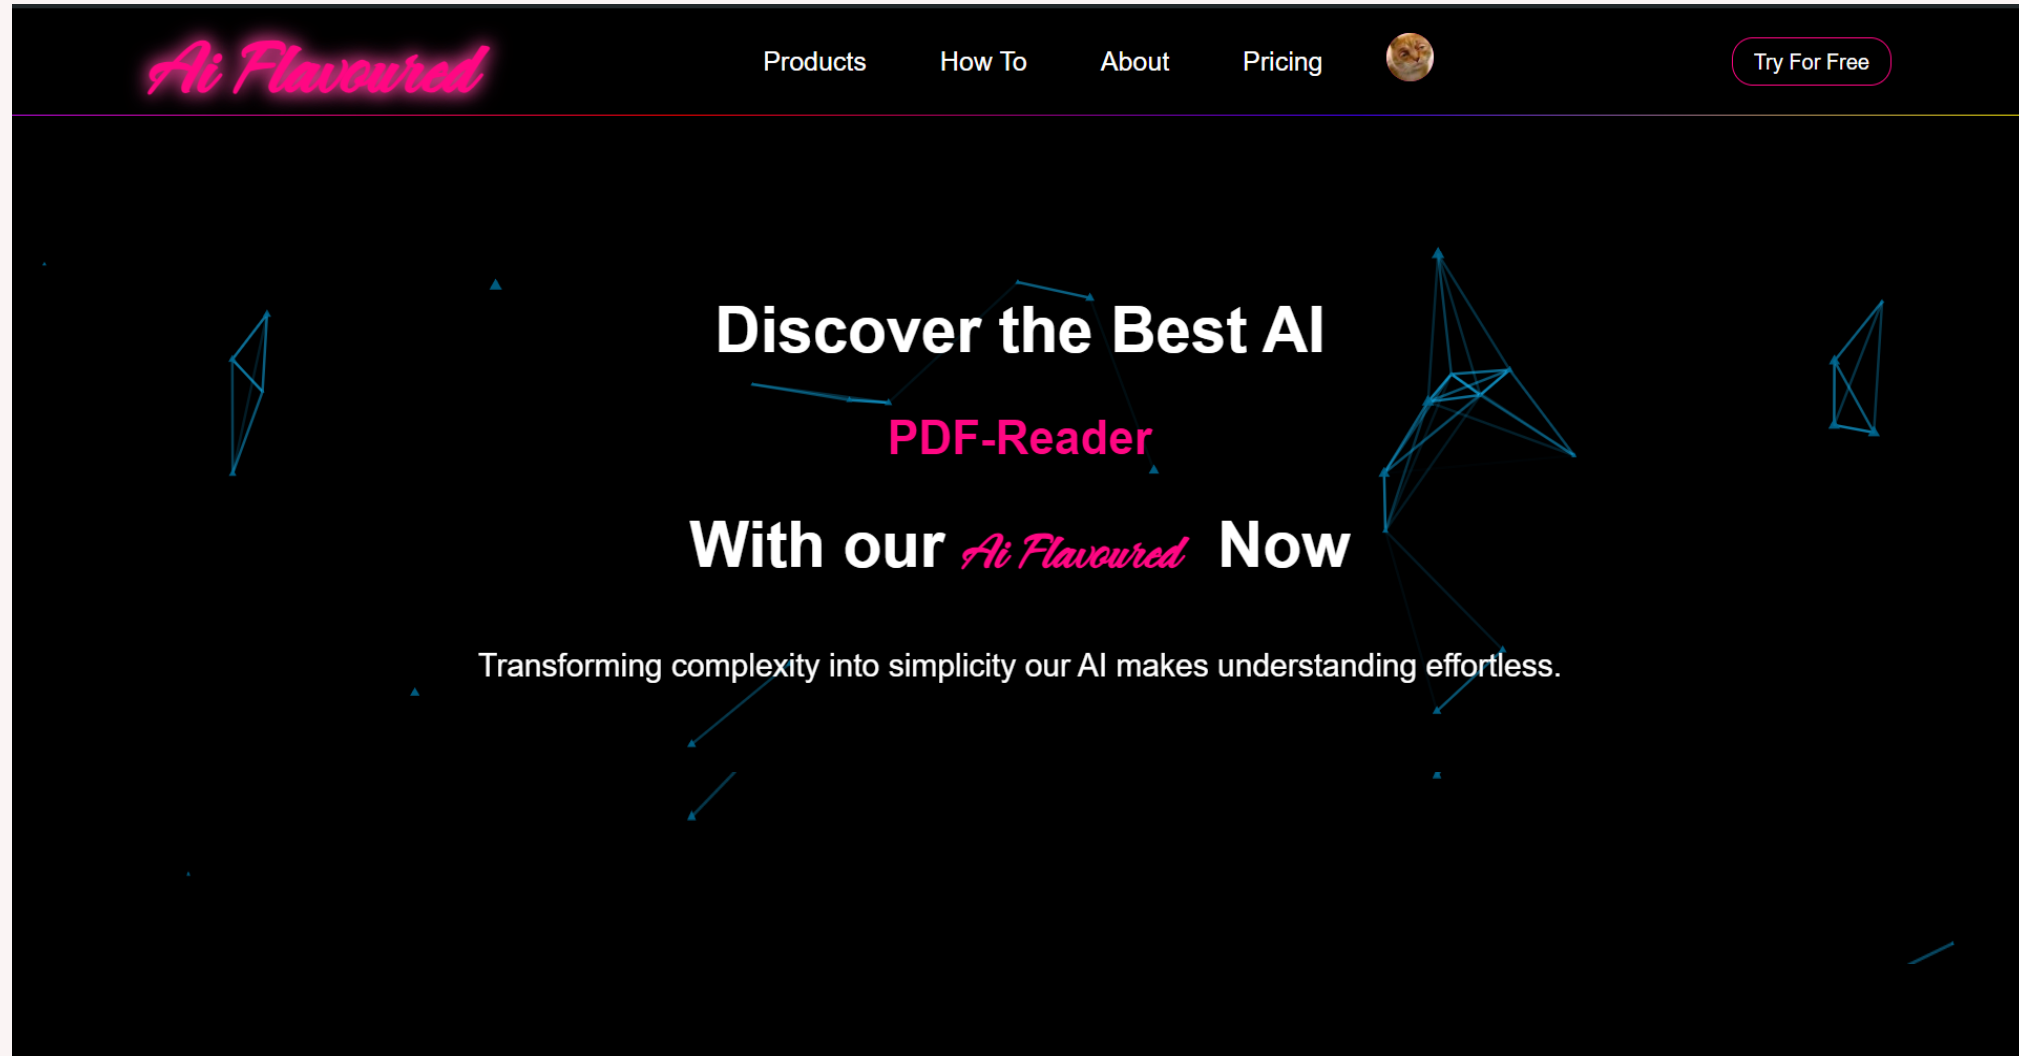 Ai Flavoured
Products How To About Pricing
Try For Free
Discover the Best AI
PDF-Reader
With our Ai Flavoured Now
Transforming complexity into simplicity our AI makes understanding effortless.